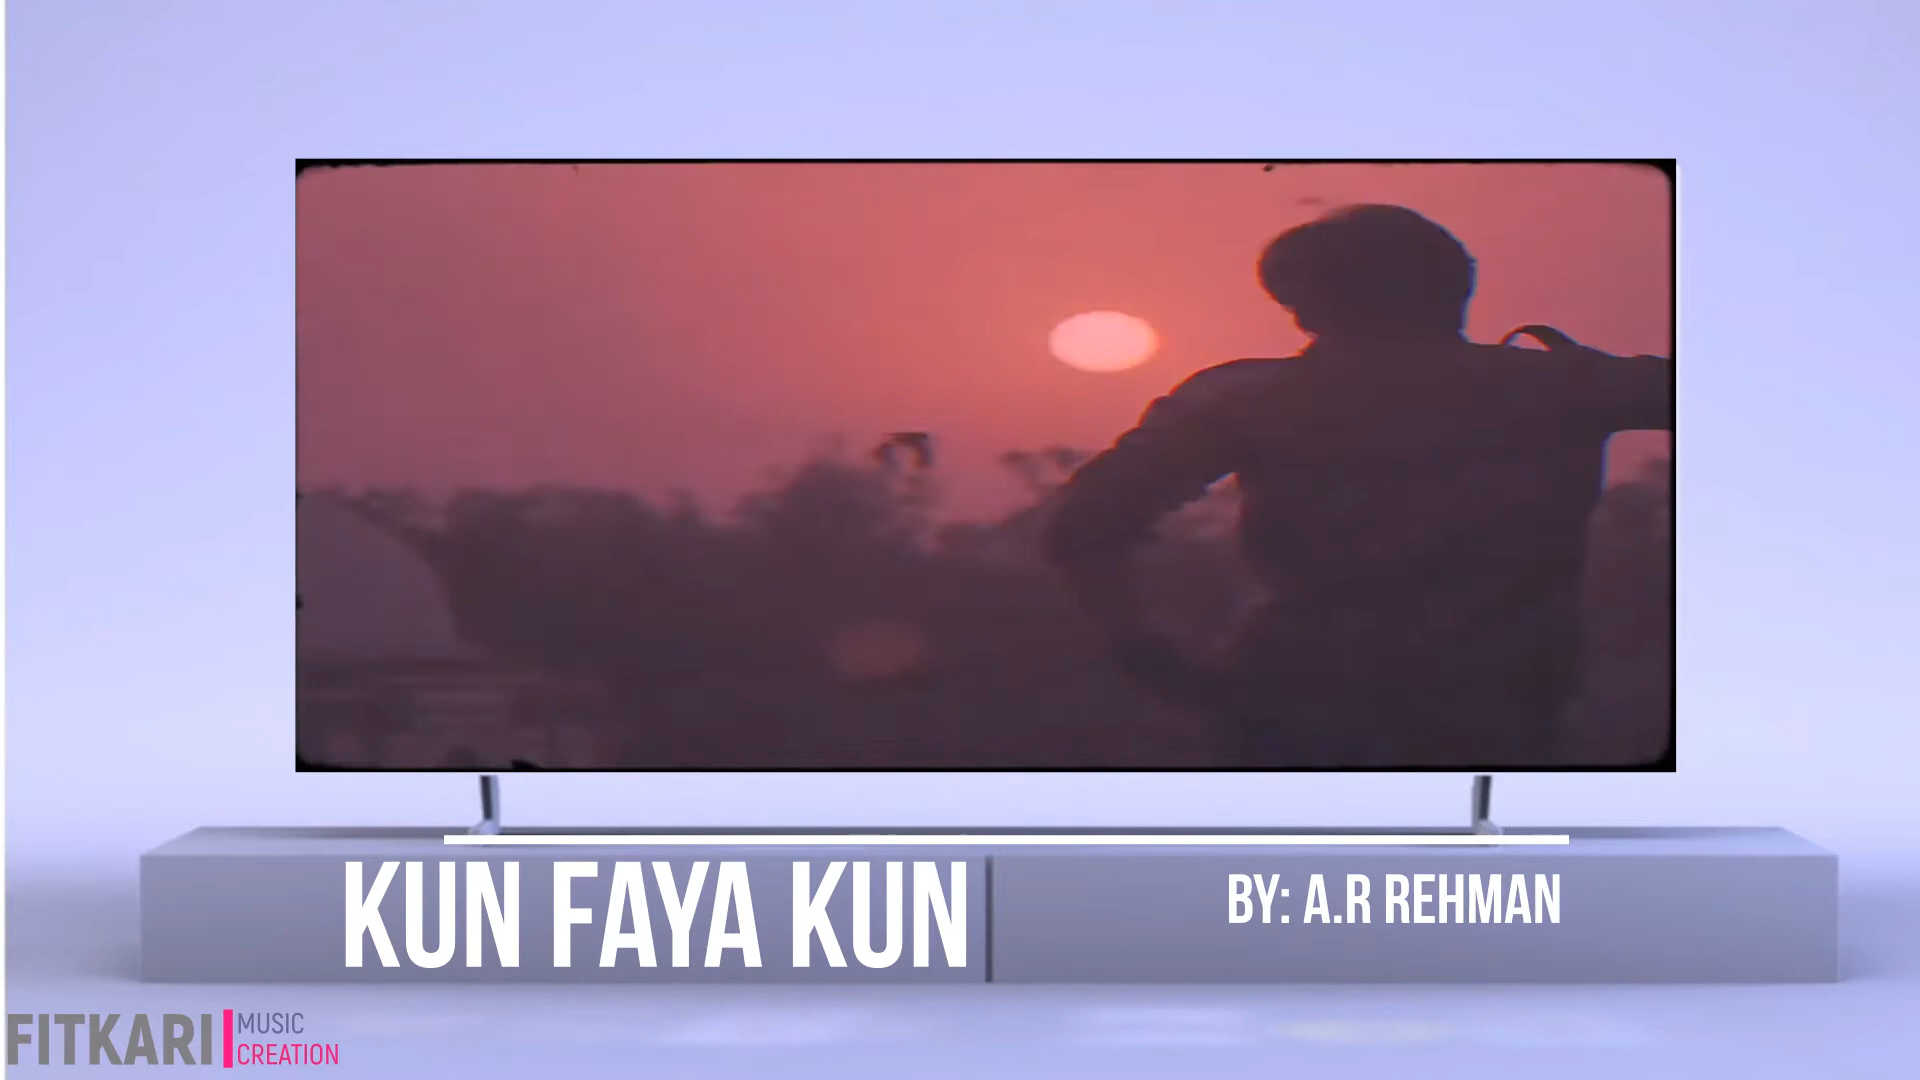 KUN FAYA KUN
BY: A.R REHMAN
FITKARI
MUSIC
CREATION